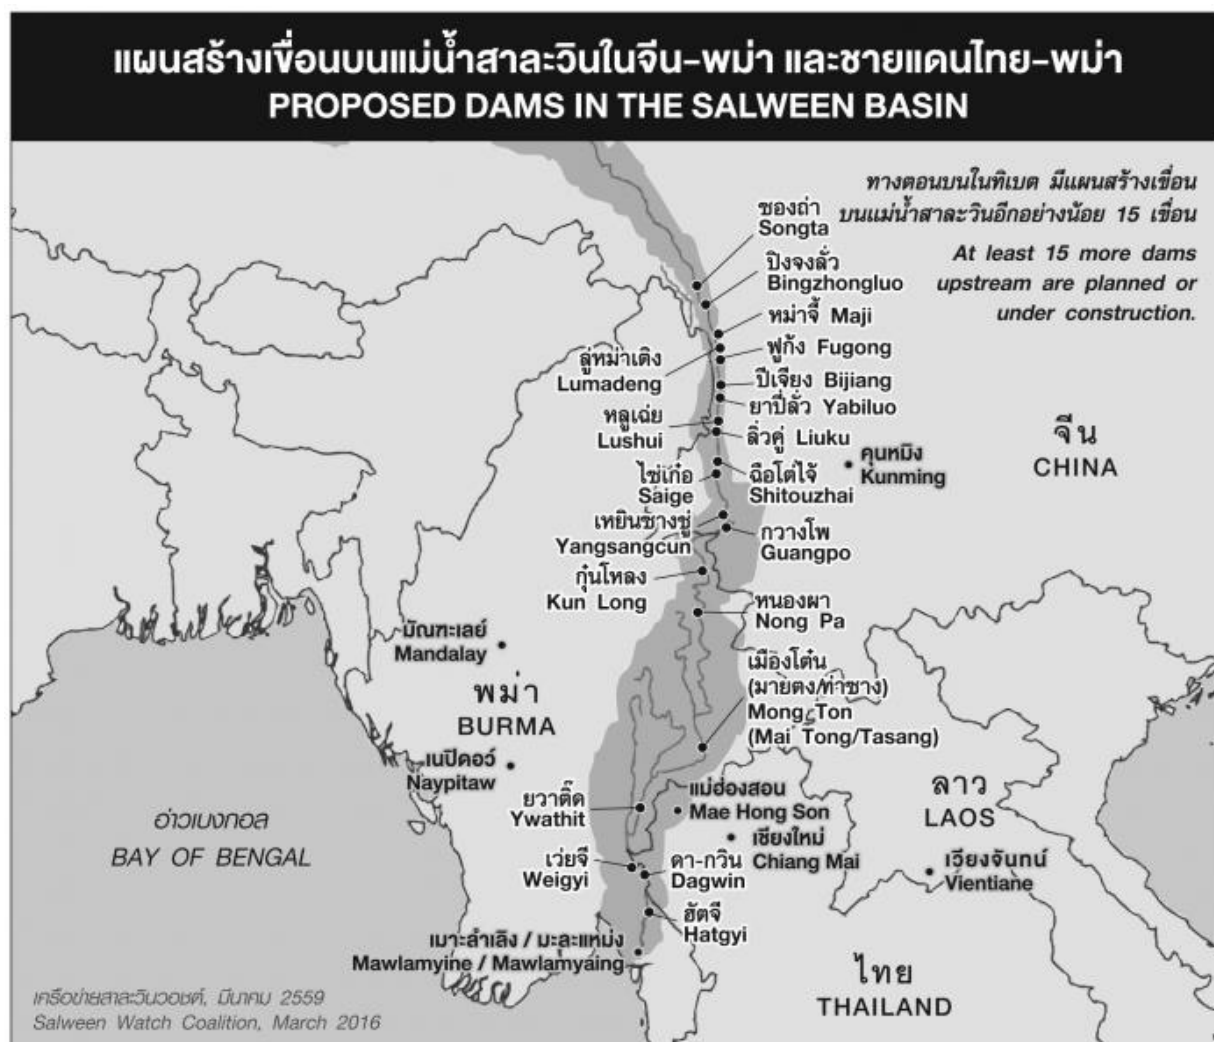 แผนสร้างเขื่อนบนแม่น้ำสาละวินในจีน-พม่า และชายแดนไทย-พม่า
PROPOSED DAMS IN THE SALWEEN BASIN
ทางตอนบนในทิเบต มีแผนสร้างเขื่อน
บนแม่น้ำสาละวินอีกอย่างน้อย 15 เขื่อน
At least 15 more dams
upstream are planned or
under construction.
ซองถ่า
Songta
ปิงจงลั่ว
Bingzhongluo
หม่าจี้ Maji
ลู่หม่าเติง
Lumadeng
ฟูก้ง Fugong
ปีเจียง Bijiang
ยาปี่ลั่ว Yabiluo
หลูเฉ่ย
Lushui
ลิ่วคู่ Liuku
จีน
CHINA
คุนหมิง
Kunming
ไซ่เก๋อ
Saige
ฉือโต่ไจ้
Shitouzhai
เหยินซ้างชู่
Yangsangcun
กวางโพ
Guangpo
กุ๋นโหลง
Kun Long
หนองผา
Nong Pa
มัณฑะเลย์
Mandalay
พม่า
BURMA
เมืองโต๋น
(มายตง/ท่าซาง)
Mong Ton
(Mai Tong/Tasang)
เนปิดอว์
Naypitaw
ยวาติ๊ด
Ywathit
แม่ฮ่องสอน
Mae Hong Son
ลาว
LAOS
อ่าวเบงกอล
BAY OF BENGAL
เชียงใหม่
Chiang Mai
เว่ยจี
Weigyi
ดา-กวิน
Dagwin
เวียงจันทน์
Vientiane
ฮัตจี
Hatgyi
เมาะลำเลิง / มะละแหม่ง
Mawlamyine / Mawlamyaing
ไทย
THAILAND
เครือข่ายสาละวินวอชต์, มีนาคม 2559
Salween Watch Coalition, March 2016